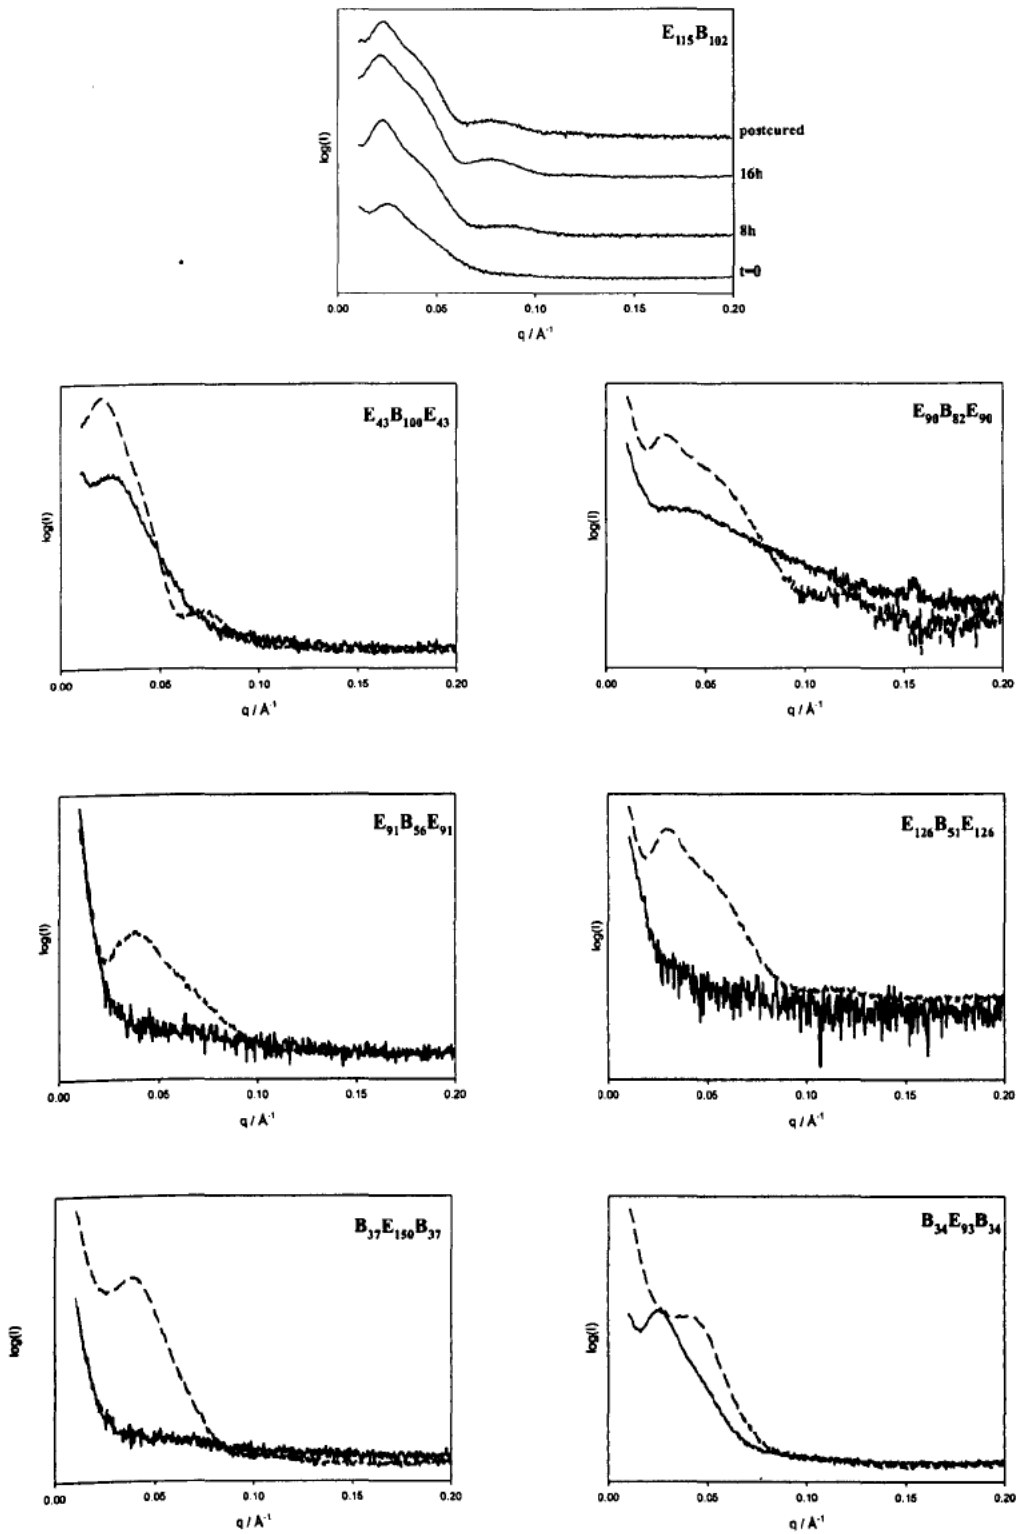 E₁₁₅B₁₀₂
log(I)
postcured
16h
8h
t=0
0.00 0.05 0.10 0.15 0.20
q / Å⁻¹
E₄₃B₁₀₀E₄₃
log(I)
0.00 0.05 0.10 0.15 0.20
q / Å⁻¹
E₉₀B₈₂E₉₀
log(I)
0.00 0.05 0.10 0.15 0.20
q / Å⁻¹
E₉₁B₅₆E₉₁
log(I)
0.00 0.05 0.10 0.15 0.20
q / Å⁻¹
E₁₂₆B₅₁E₁₂₆
log(I)
0.00 0.05 0.10 0.15 0.20
q / Å⁻¹
B₃₇E₁₅₀B₃₇
log(I)
0.00 0.05 0.10 0.15 0.20
q / Å⁻¹
B₃₄E₉₃B₃₄
log(I)
0.00 0.05 0.10 0.15 0.20
q / Å⁻¹